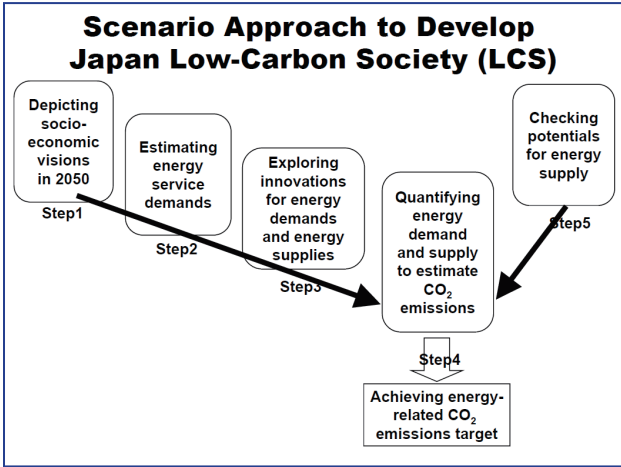 Scenario Approach to Develop
Japan Low-Carbon Society (LCS)
Depicting
socio-
economic
visions
in 2050
Step1
Estimating
energy
service
demands
Step2
Exploring
innovations
for energy
demands
and energy
supplies
Step3
Quantifying
energy
demand
and supply
to estimate
CO₂
emissions
Step4
Checking
potentials
for energy
supply
Step5
Achieving energy-
related CO₂
emissions target